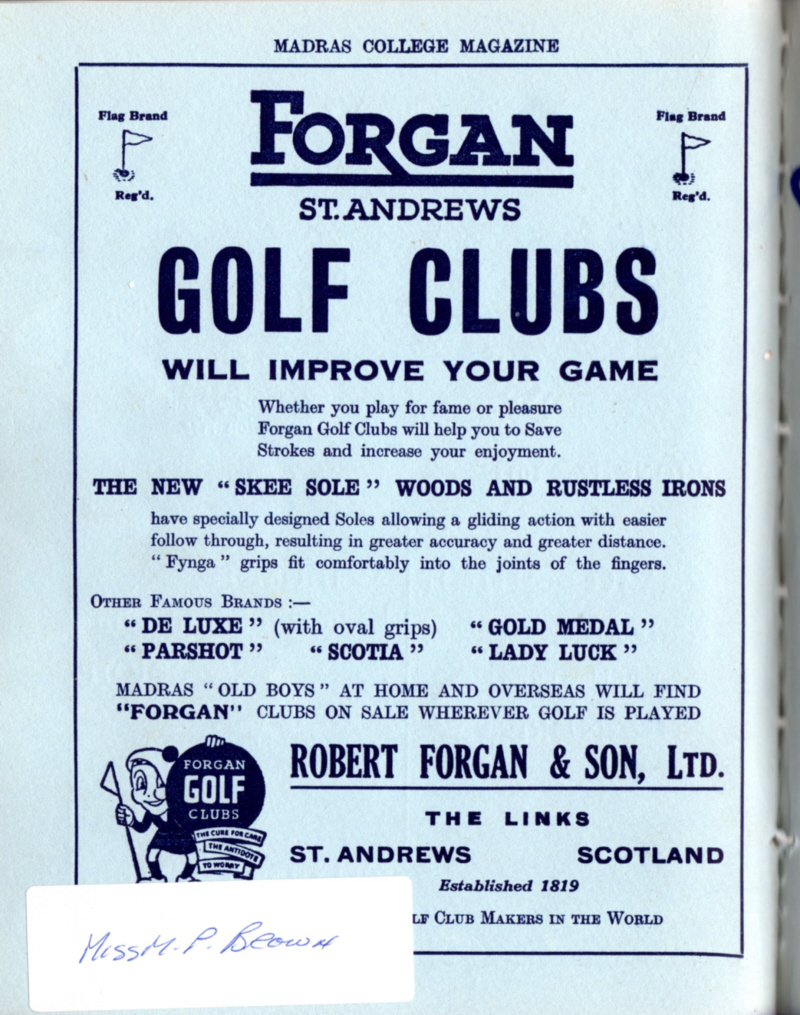 MADRAS COLLEGE MAGAZINE
Flag Brand
Reg'd.
FORGAN
ST. ANDREWS
Flag Brand
Reg'd.
GOLF CLUBS
WILL IMPROVE YOUR GAME
Whether you play for fame or pleasure
Forgan Golf Clubs will help you to Save
Strokes and increase your enjoyment.
THE NEW “SKEE SOLE” WOODS AND RUSTLESS IRONS
have specially designed Soles allowing a gliding action with easier
follow through, resulting in greater accuracy and greater distance.
“Fynga” grips fit comfortably into the joints of the fingers.
OTHER FAMOUS BRANDS :—
“DE LUXE” (with oval grips) “GOLD MEDAL”
“PARSHOT” “SCOTIA” “LADY LUCK”
MADRAS “OLD BOYS” AT HOME AND OVERSEAS WILL FIND
"FORGAN" CLUBS ON SALE WHEREVER GOLF IS PLAYED
FORGAN
GOLF
CLUBS
THE CURE FOR CARE
THE ANTIDOTE
TO WORRY
ROBERT FORGAN & SON, LTD.
THE LINKS
ST. ANDREWS SCOTLAND
Established 1819
LF CLUB MAKERS IN THE WORLD
MISS M. P. BROWN